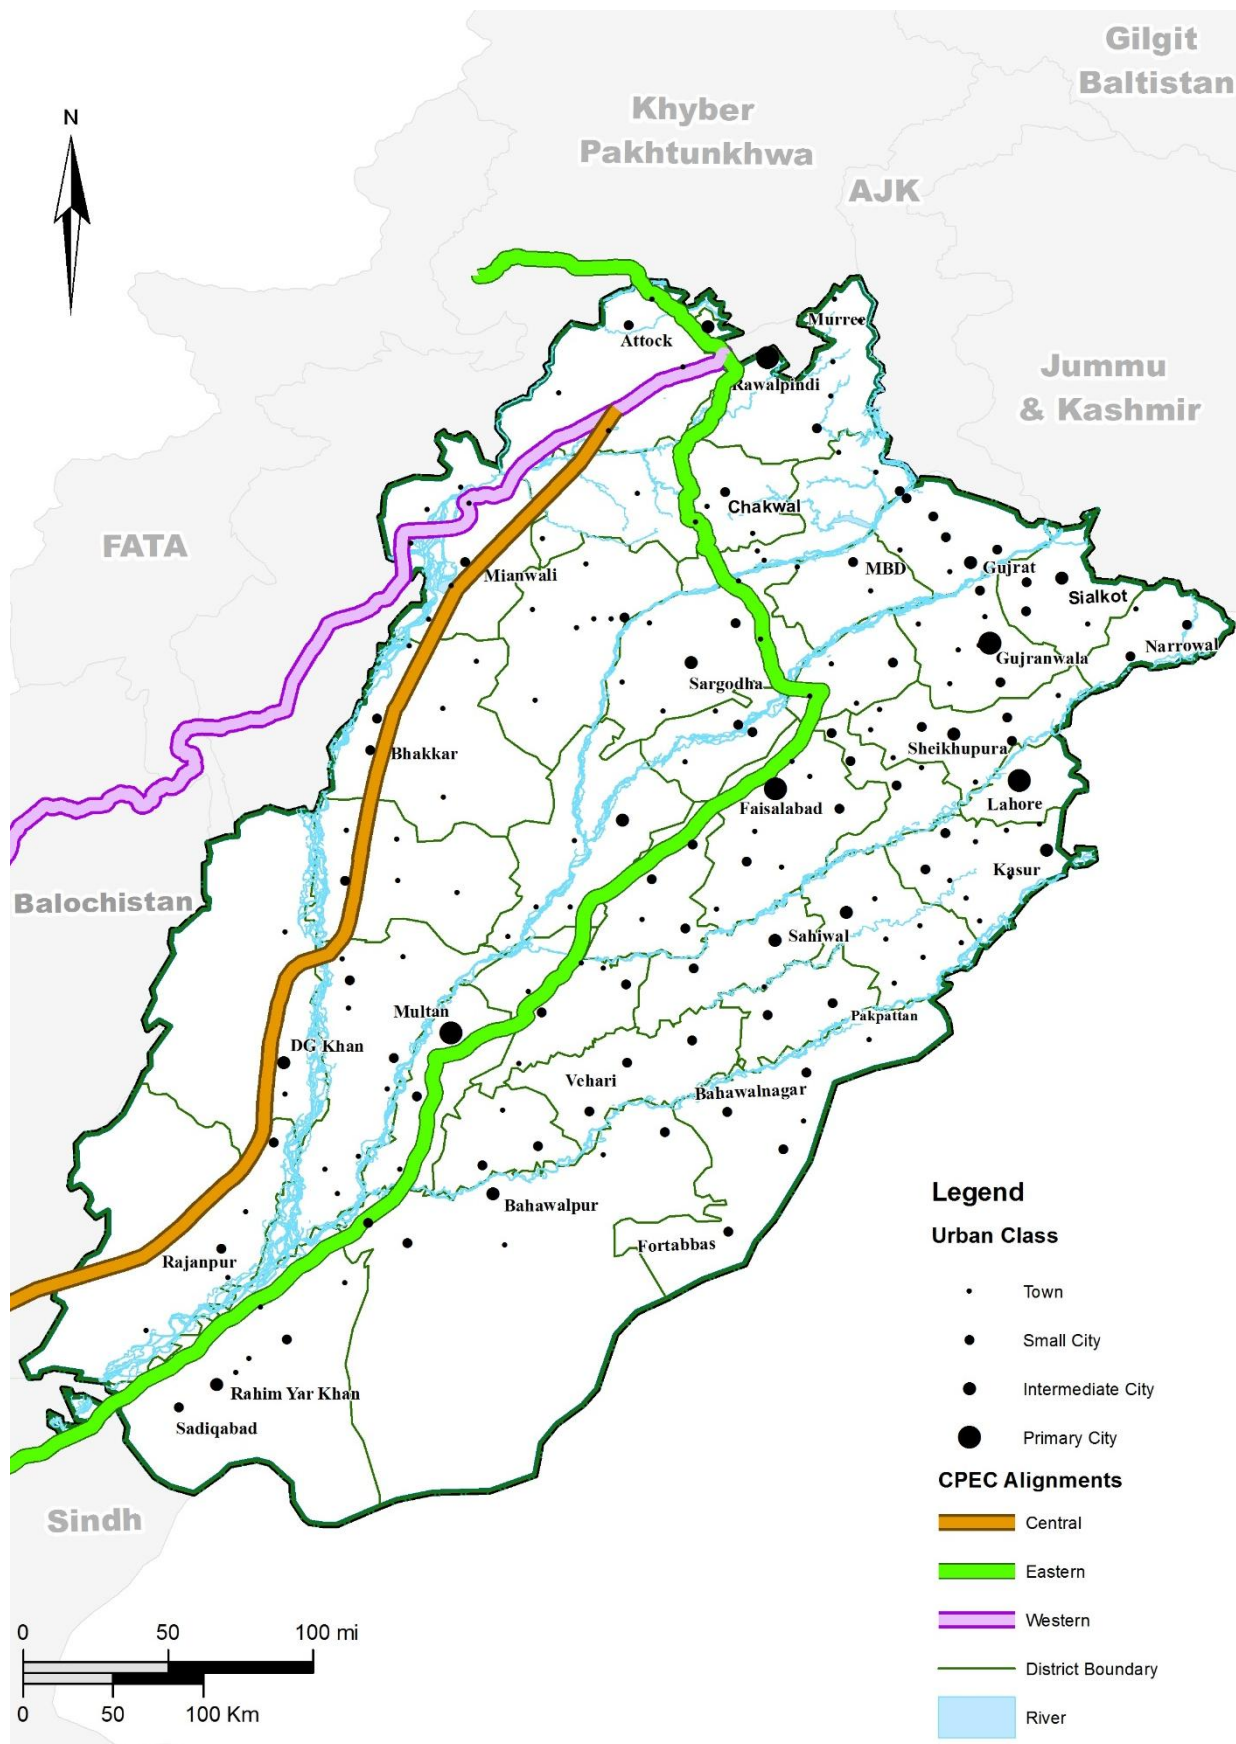 Gilgit
Baltistan
Khyber
Pakhtunkhwa
N
AJK
Murree
Attock
Jummu
& Kashmir
Rawalpindi
Chakwal
FATA
Mianwali
MBD
Gujrat
Sialkot
Narrowal
Gujranwala
Sargodha
Bhakkar
Sheikhupura
Faisalabad
Lahore
Kasur
Balochistan
Sahiwal
Multan
Pakpattan
DG Khan
Vehari
Bahawalnagar
Bahawalpur
Fortabbas
Rajanpur
Rahim Yar Khan
Sadiqabad
Sindh
Legend
Urban Class
Town
Small City
Intermediate City
Primary City
CPEC Alignments
Central
Eastern
Western
District Boundary
River
0 50 100 mi
0 50 100 Km